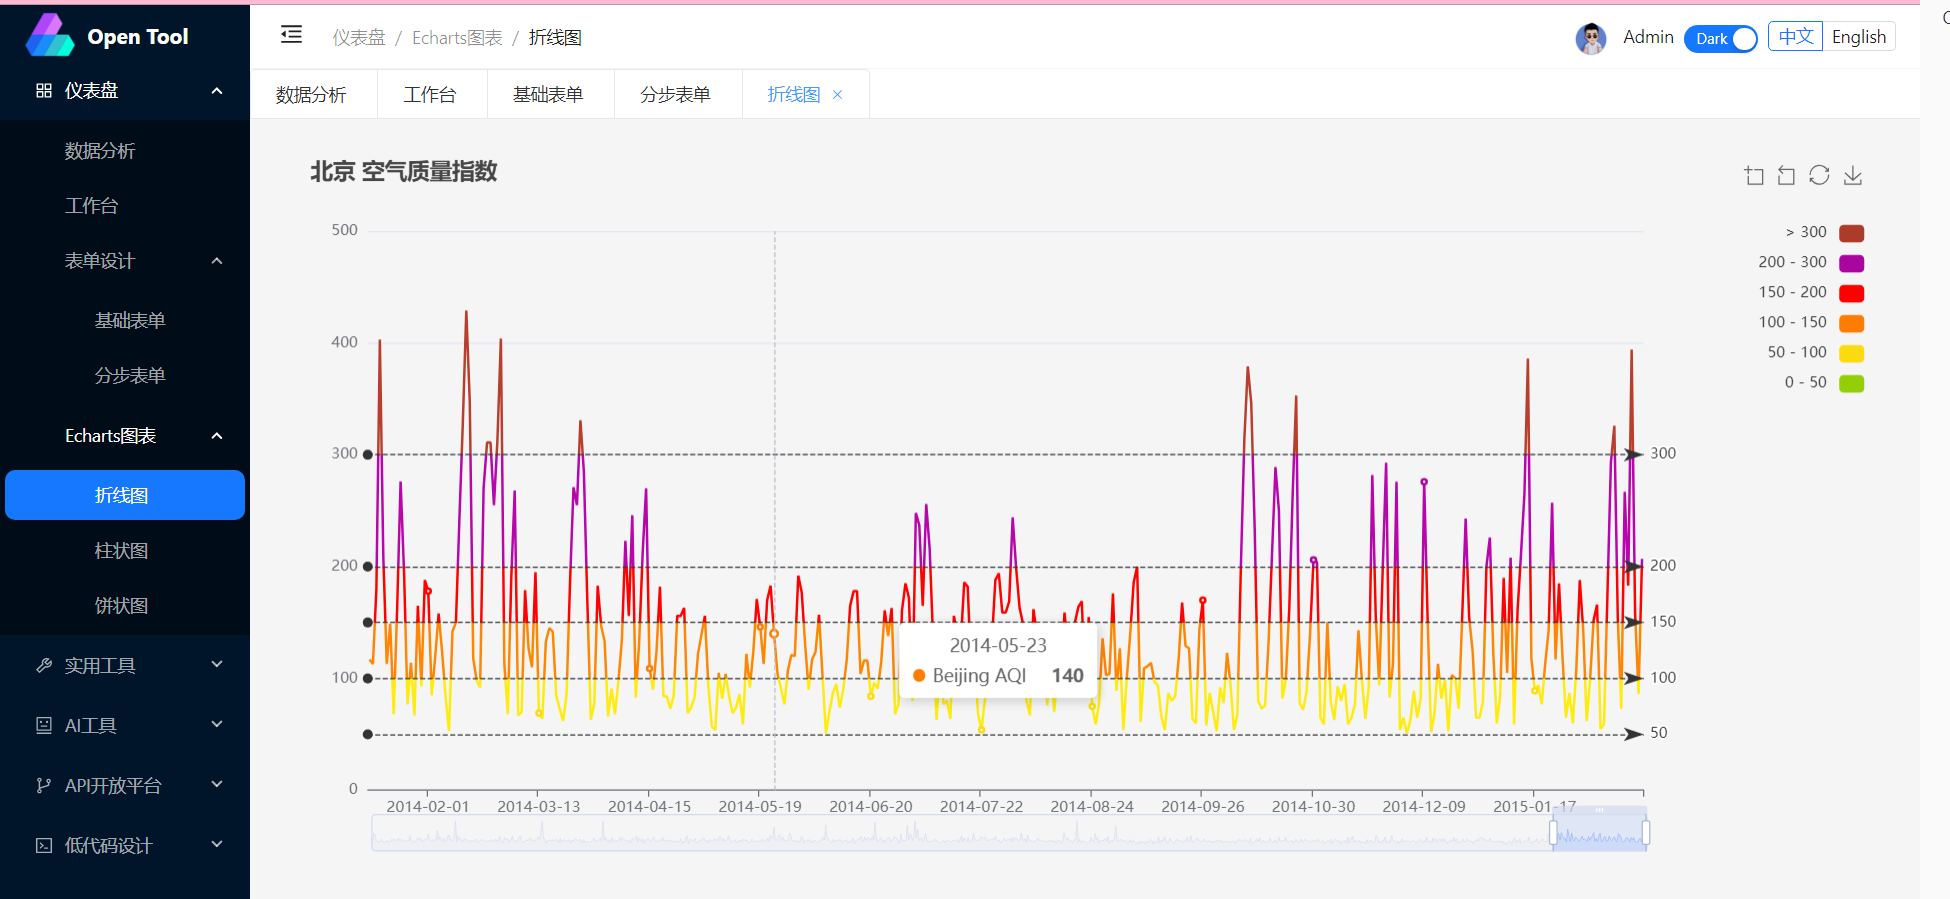 Open Tool
仪表盘
数据分析
工作台
表单设计
基础表单
分步表单
Echarts图表
折线图
柱状图
饼状图
实用工具
AI工具
API开放平台
低代码设计
仪表盘 / Echarts图表 / 折线图
Admin Dark 中文 English
数据分析 工作台 基础表单 分步表单 折线图
北京 空气质量指数
> 300
200 - 300
150 - 200
100 - 150
50 - 100
0 - 50
500
400
300 300
200 200
150
100 100
50
0
2014-05-23
Beijing AQI 140
2014-02-01 2014-03-13 2014-04-15 2014-05-19 2014-06-20 2014-07-22 2014-08-24 2014-09-26 2014-10-30 2014-12-09 2015-01-17